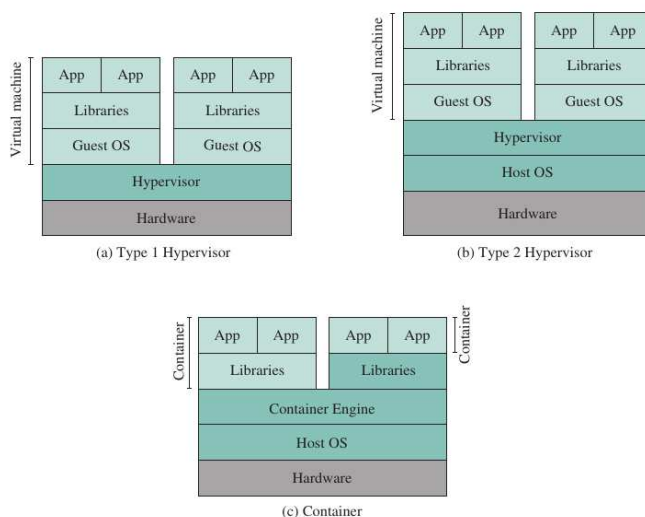 App App App App
Libraries Libraries
Guest OS Guest OS
Virtual machine
Hypervisor
Hardware
(a) Type 1 Hypervisor
App App App App
Libraries Libraries
Guest OS Guest OS
Virtual machine
Hypervisor
Host OS
Hardware
(b) Type 2 Hypervisor
App App App App
Container
Container
Libraries Libraries
Container Engine
Host OS
Hardware
(c) Container